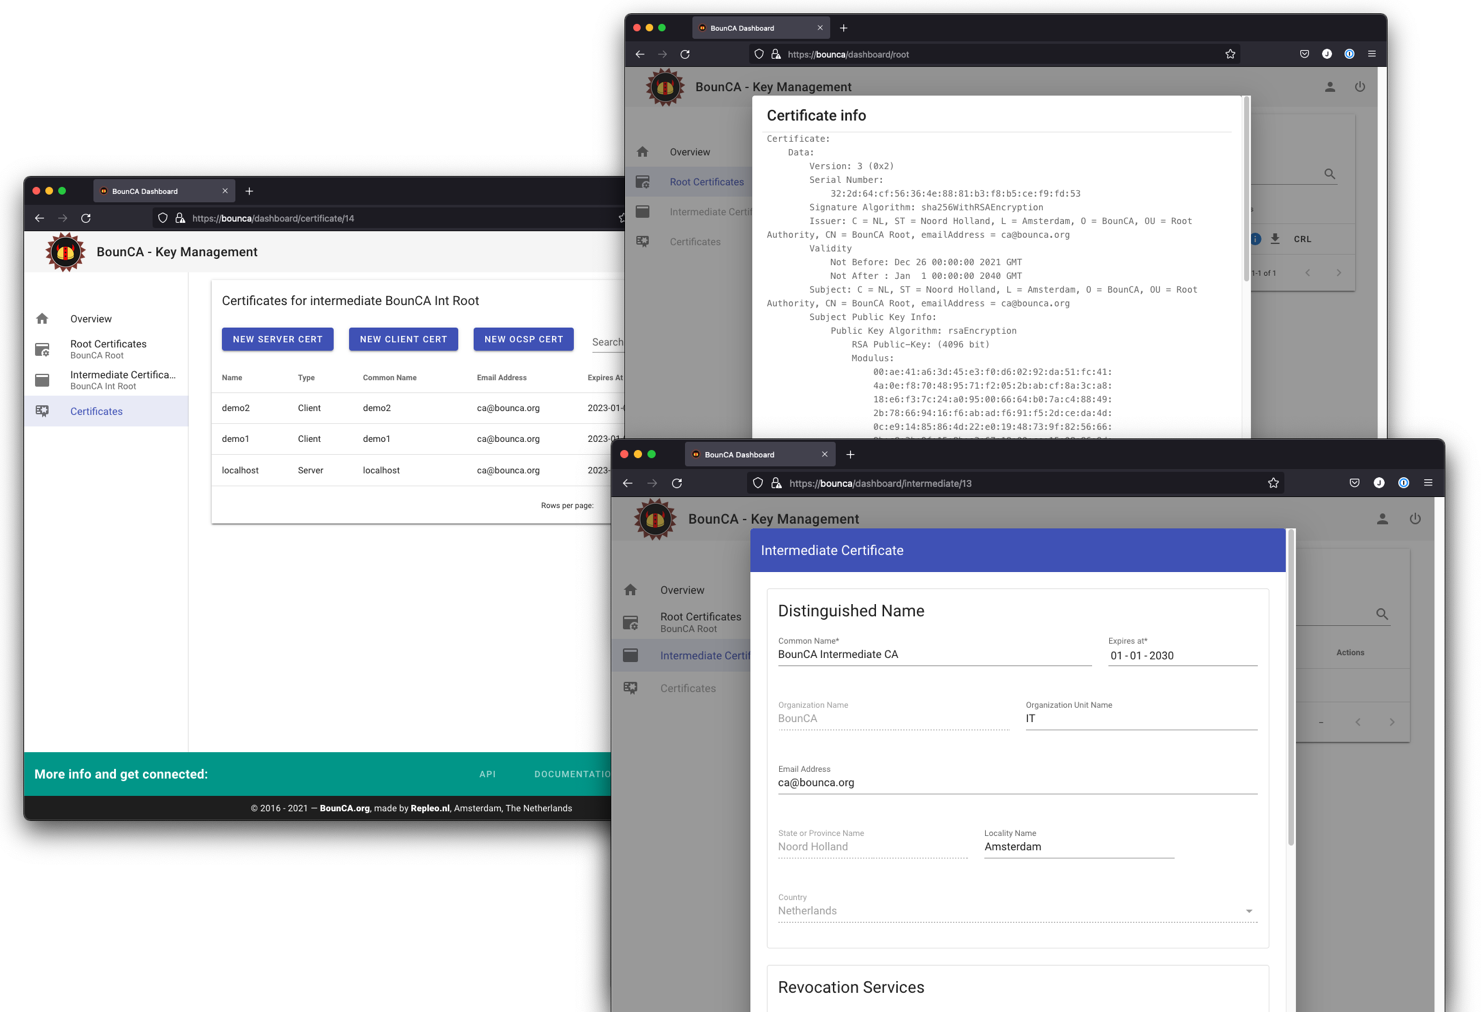 BounCA Dashboard
https://bounca/dashboard/root
BounCA - Key Management
Certificate info
Certificate:
Data:
Version: 3 (0x2)
Serial Number:
32:2d:64:cf:56:36:4e:88:81:b3:f8:b5:ce:f9:fd:53
Signature Algorithm: sha256WithRSAEncryption
Issuer: C = NL, ST = Noord Holland, L = Amsterdam, O = BounCA, OU = Root
Authority, CN = BounCA Root, emailAddress = ca@bounca.org
Validity
Not Before: Dec 26 00:00:00 2021 GMT
Not After : Jan  1 00:00:00 2040 GMT
Subject: C = NL, ST = Noord Holland, L = Amsterdam, O = BounCA, OU = Root
Authority, CN = BounCA Root, emailAddress = ca@bounca.org
Subject Public Key Info:
Public Key Algorithm: rsaEncryption
RSA Public-Key: (4096 bit)
Modulus:
00:ae:41:a6:3d:45:e3:f0:d6:02:92:da:51:fc:41:
4a:0e:f8:70:48:95:71:f2:05:2b:ab:cf:8a:3c:a8:
18:e6:f3:7c:24:a0:95:00:66:64:b0:7a:c4:88:49:
2b:78:66:94:16:f6:ab:ad:f6:91:f5:2d:ce:da:4d:
0c:e9:14:85:86:4d:22:e0:19:48:73:9f:82:56:66:
Overview
Root Certificates
Intermediate Certif
Certificates
CRL
1-1 of 1
BounCA Dashboard
https://bounca/dashboard/certificate/14
BounCA - Key Management
Overview
Root Certificates
BounCA Root
Intermediate Certifica...
BounCA Int Root
Certificates
Certificates for intermediate BounCA Int Root
NEW SERVER CERT NEW CLIENT CERT NEW OCSP CERT Search
Name Type Common Name Email Address Expires At
demo2 Client demo2 ca@bounca.org 2023-01-
demo1 Client demo1 ca@bounca.org 2023-01
localhost Server localhost ca@bounca.org 2023-
Rows per page:
More info and get connected: API DOCUMENTATIO
© 2016 - 2021 — BounCA.org, made by Repleo.nl, Amsterdam, The Netherlands
BounCA Dashboard
https://bounca/dashboard/intermediate/13
BounCA - Key Management
Overview
Root Certificates
BounCA Root
Intermediate Certif
Certificates
Actions
Intermediate Certificate
Distinguished Name
Common Name* Expires at*
BounCA Intermediate CA 01-01-2030
Organization Name Organization Unit Name
BounCA IT
Email Address
ca@bounca.org
State or Province Name Locality Name
Noord Holland Amsterdam
Country
Netherlands
Revocation Services